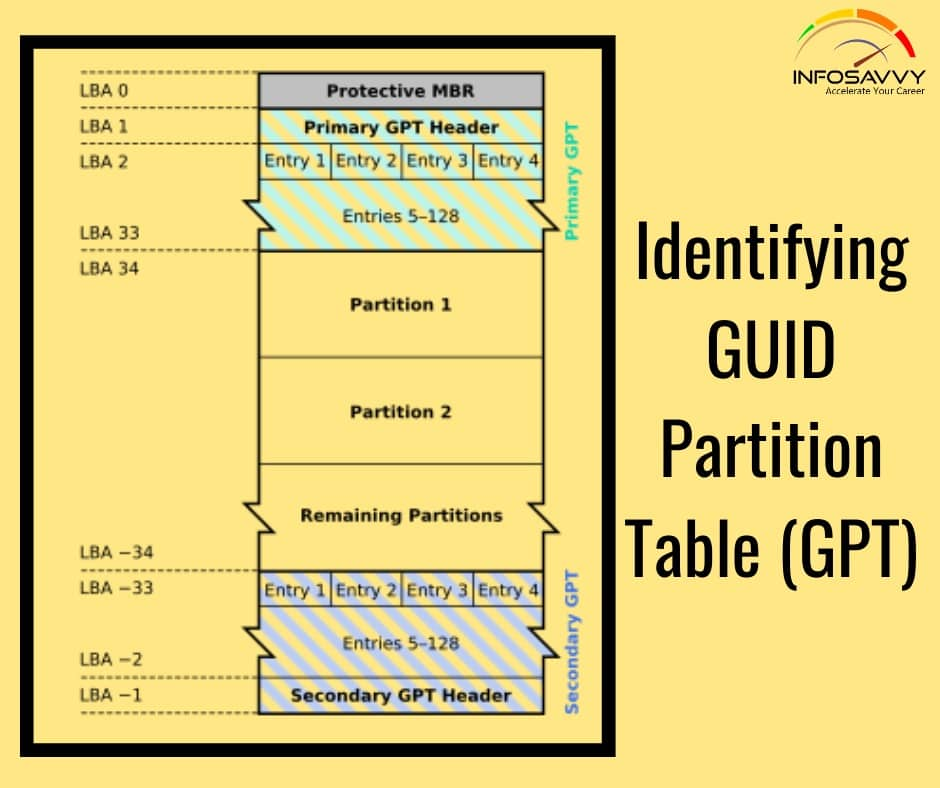 INFOSAVVY
Accelerate Your Career
LBA 0
Protective MBR
LBA 1
Primary GPT Header
LBA 2
Entry 1 Entry 2 Entry 3 Entry 4
Entries 5–128
LBA 33
Primary GPT
LBA 34
Partition 1
Partition 2
Remaining Partitions
LBA −34
LBA −33
Entry 1 Entry 2 Entry 3 Entry 4
Entries 5–128
LBA −2
LBA −1
Secondary GPT Header
Secondary GPT
Identifying
GUID
Partition
Table (GPT)